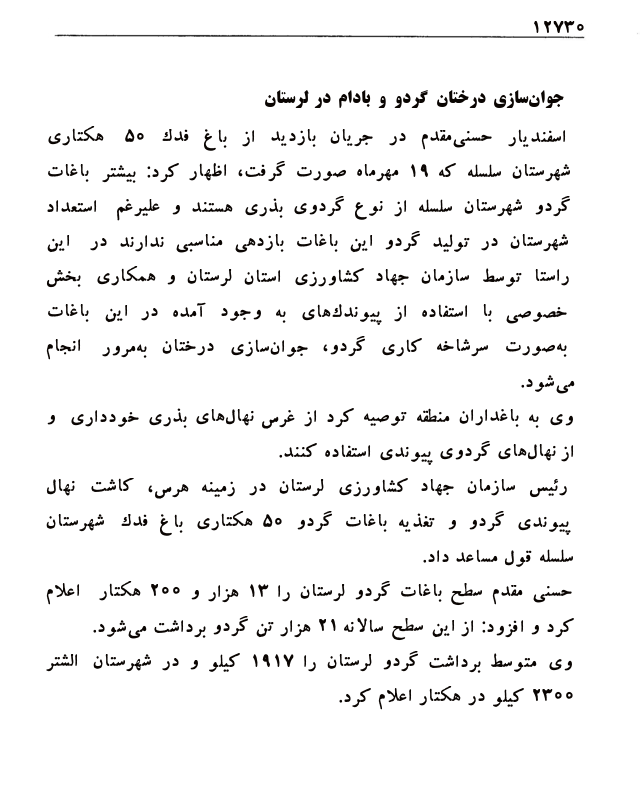 ۱۲۷۳۰
جوان‌سازی درختان گردو و بادام در لرستان
اسفندیار حسنی‌مقدم در جریان بازدید از باغ فدك ۵۰ هکتاری
شهرستان سلسله که ۱۹ مهرماه صورت گرفت، اظهار کرد: بیشتر باغات
گردو شهرستان سلسله از نوع گردوی بذری هستند و علیرغم استعداد
شهرستان در تولید گردو این باغات بازدهی مناسبی ندارند در این
راستا توسط سازمان جهاد کشاورزی استان لرستان و همکاری بخش
خصوصی با استفاده از پیوندك‌های به وجود آمده در این باغات
به‌صورت سرشاخه کاری گردو، جوان‌سازی درختان به‌مرور انجام
می‌شود.
وی به باغداران منطقه توصیه کرد از غرس نهال‌های بذری خودداری و
از نهال‌های گردوی پیوندی استفاده کنند.
رئیس سازمان جهاد کشاورزی لرستان در زمینه هرس، کاشت نهال
پیوندی گردو و تغذیه باغات گردو ۵۰ هکتاری باغ فدك شهرستان
سلسله قول مساعد داد.
حسنی مقدم سطح باغات گردو لرستان را ۱۳ هزار و ۲۰۰ هکتار اعلام
کرد و افزود: از این سطح سالانه ۲۱ هزار تن گردو برداشت می‌شود.
وی متوسط برداشت گردو لرستان را ۱۹۱۷ کیلو و در شهرستان الشتر
۲۳۰۰ کیلو در هکتار اعلام کرد.